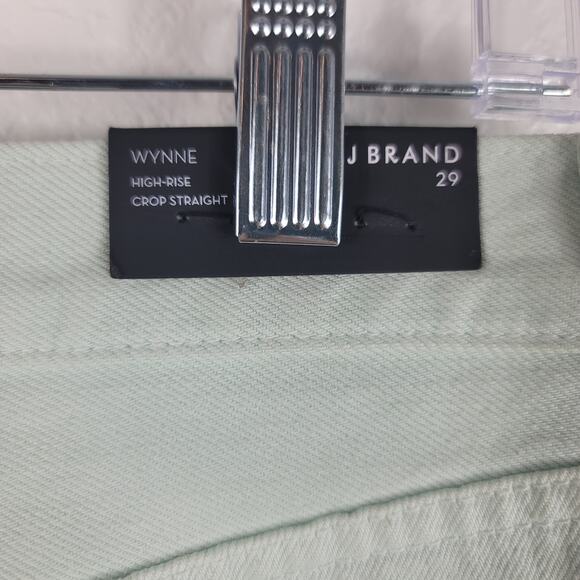 WYNNE
HIGH-RISE
CROP STRAIGHT
J BRAND
29